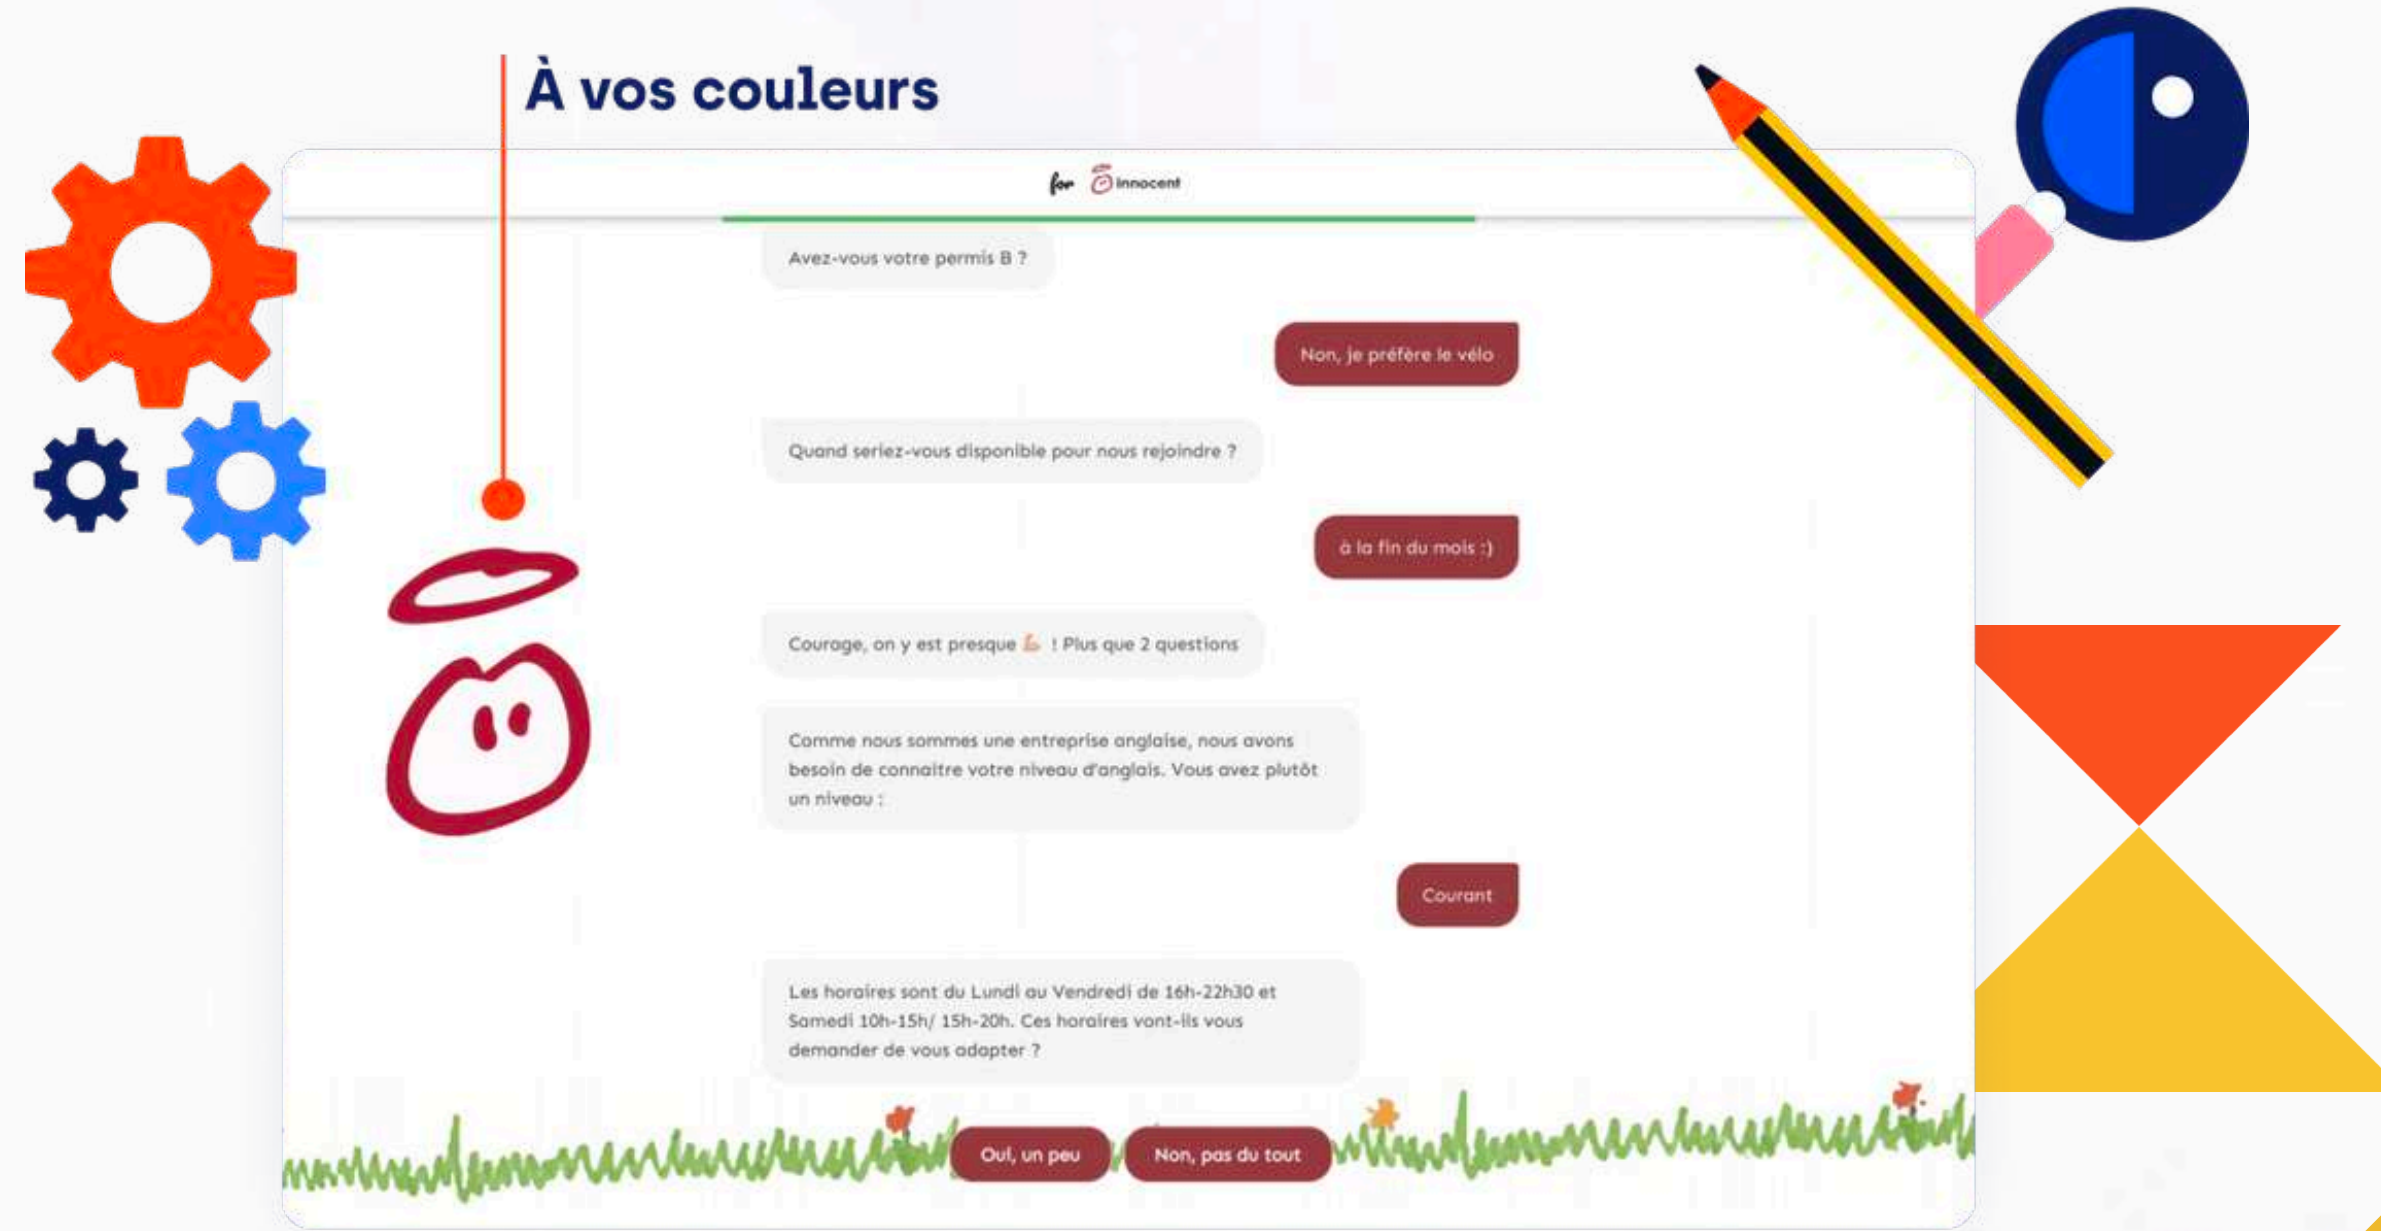 À vos couleurs
for innocent
Avez-vous votre permis B ?
Non, je préfère le vélo
Quand seriez-vous disponible pour nous rejoindre ?
à la fin du mois :)
Courage, on y est presque 💪 ! Plus que 2 questions
Comme nous sommes une entreprise anglaise, nous avons
besoin de connaitre votre niveau d'anglais. Vous avez plutôt
un niveau :
Courant
Les horaires sont du Lundi au Vendredi de 16h-22h30 et
Samedi 10h-15h/ 15h-20h. Ces horaires vont-ils vous
demander de vous adapter ?
Oui, un peu
Non, pas du tout